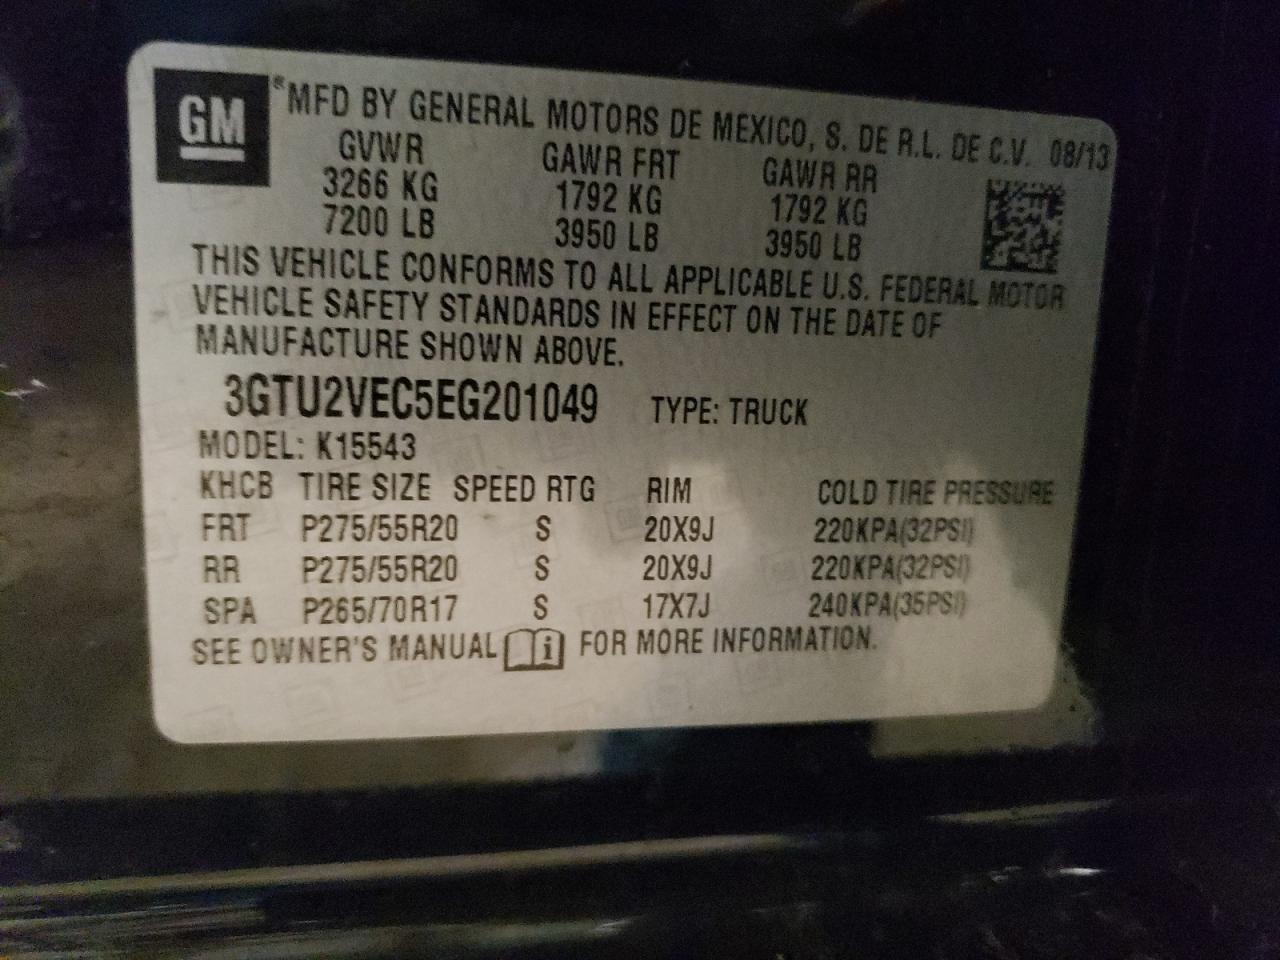 GM
®MFD BY GENERAL MOTORS DE MEXICO, S. DE R.L. DE C.V. 08/13
GVWR GAWR FRT GAWR RR
3266 KG 1792 KG 1792 KG
7200 LB 3950 LB 3950 LB
THIS VEHICLE CONFORMS TO ALL APPLICABLE U.S. FEDERAL MOTOR
VEHICLE SAFETY STANDARDS IN EFFECT ON THE DATE OF
MANUFACTURE SHOWN ABOVE.
3GTU2VEC5EG201049 TYPE: TRUCK
MODEL: K15543
KHCB TIRE SIZE SPEED RTG RIM COLD TIRE PRESSURE
FRT P275/55R20 S 20X9J 220KPA(32PSI)
RR P275/55R20 S 20X9J 220KPA(32PSI)
SPA P265/70R17 S 17X7J 240KPA(35PSI)
SEE OWNER'S MANUAL i FOR MORE INFORMATION.